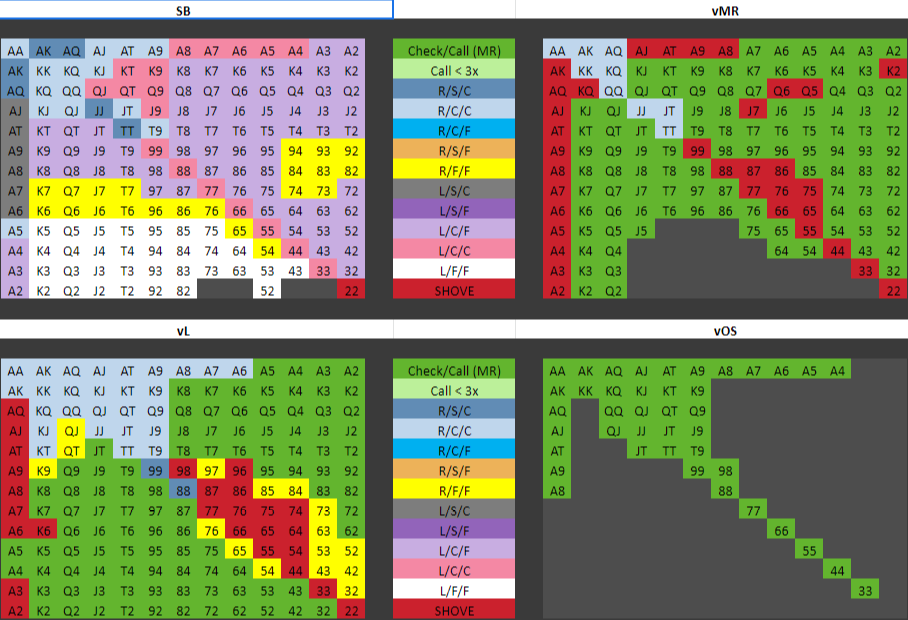 SB vMR
AA AK AQ AJ AT A9 A8 A7 A6 A5 A4 A3 A2 Check/Call (MR) AA AK AQ AJ AT A9 A8 A7 A6 A5 A4 A3 A2
AK KK KQ KJ KT K9 K8 K7 K6 K5 K4 K3 K2 Call < 3x AK KK KQ KJ KT K9 K8 K7 K6 K5 K4 K3 K2
AQ KQ QQ QJ QT Q9 Q8 Q7 Q6 Q5 Q4 Q3 Q2 R/S/C AQ KQ QQ QJ QT Q9 Q8 Q7 Q6 Q5 Q4 Q3 Q2
AJ KJ QJ JJ JT J9 J8 J7 J6 J5 J4 J3 J2 R/C/C AJ KJ QJ JJ JT J9 J8 J7 J6 J5 J4 J3 J2
AT KT QT JT TT T9 T8 T7 T6 T5 T4 T3 T2 R/C/F AT KT QT JT TT T9 T8 T7 T6 T5 T4 T3 T2
A9 K9 Q9 J9 T9 99 98 97 96 95 94 93 92 R/S/F A9 K9 Q9 J9 T9 99 98 97 96 95 94 93 92
A8 K8 Q8 J8 T8 98 88 87 86 85 84 83 82 R/F/F A8 K8 Q8 J8 T8 98 88 87 86 85 84 83 82
A7 K7 Q7 J7 T7 97 87 77 76 75 74 73 72 L/S/C A7 K7 Q7 J7 T7 97 87 77 76 75 74 73 72
A6 K6 Q6 J6 T6 96 86 76 66 65 64 63 62 L/S/F A6 K6 Q6 J6 T6 96 86 76 66 65 64 63 62
A5 K5 Q5 J5 T5 95 85 75 65 55 54 53 52 L/C/F A5 K5 Q5 J5 75 65 55 54 53 52
A4 K4 Q4 J4 T4 94 84 74 64 54 44 43 42 L/C/C A4 K4 Q4 64 54 44 43 42
A3 K3 Q3 J3 T3 93 83 73 63 53 43 33 32 L/F/F A3 K3 Q3 33 32
A2 K2 Q2 J2 T2 92 82 52 22 SHOVE A2 K2 Q2 22
vL vOS
AA AK AQ AJ AT A9 A8 A7 A6 A5 A4 A3 A2 Check/Call (MR) AA AK AQ AJ AT A9 A8 A7 A6 A5 A4
AK KK KQ KJ KT K9 K8 K7 K6 K5 K4 K3 K2 Call < 3x AK KK KQ KJ KT K9
AQ KQ QQ QJ QT Q9 Q8 Q7 Q6 Q5 Q4 Q3 Q2 R/S/C AQ QQ QJ QT Q9
AJ KJ QJ JJ JT J9 J8 J7 J6 J5 J4 J3 J2 R/C/C AJ QJ JJ JT J9
AT KT QT JT TT T9 T8 T7 T6 T5 T4 T3 T2 R/C/F AT JT TT T9
A9 K9 Q9 J9 T9 99 98 97 96 95 94 93 92 R/S/F A9 99 98
A8 K8 Q8 J8 T8 98 88 87 86 85 84 83 82 R/F/F A8 88
A7 K7 Q7 J7 T7 97 87 77 76 75 74 73 72 L/S/C 77
A6 K6 Q6 J6 T6 96 86 76 66 65 64 63 62 L/S/F 66
A5 K5 Q5 J5 T5 95 85 75 65 55 54 53 52 L/C/F 55
A4 K4 Q4 J4 T4 94 84 74 64 54 44 43 42 L/C/C 44
A3 K3 Q3 J3 T3 93 83 73 63 53 43 33 32 L/F/F 33
A2 K2 Q2 J2 T2 92 82 72 62 52 42 32 22 SHOVE